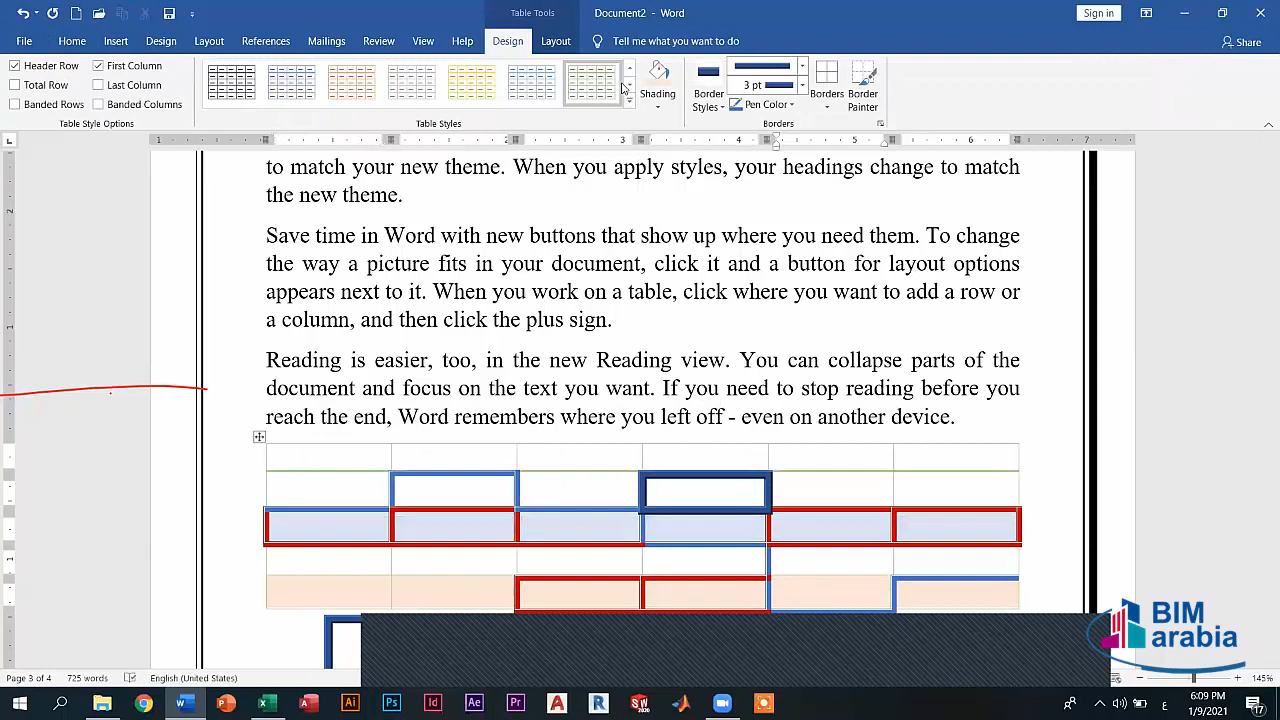 Table Tools
Document2 - Word
Sign in
File
Home
Insert
Design
Layout
References
Mailings
Review
View
Help
Design
Layout
Tell me what you want to do
Share
Header Row
First Column
Total Row
Last Column
Banded Rows
Banded Columns
Table Style Options
Table Styles
Shading
Border Styles
3 pt
Pen Color
Borders
Border Painter
Borders
1 1 2 3 4 5 6 7
to match your new theme. When you apply styles, your headings change to match
the new theme.
Save time in Word with new buttons that show up where you need them. To change
the way a picture fits in your document, click it and a button for layout options
appears next to it. When you work on a table, click where you want to add a row or
a column, and then click the plus sign.
Reading is easier, too, in the new Reading view. You can collapse parts of the
document and focus on the text you want. If you need to stop reading before you
reach the end, Word remembers where you left off - even on another device.
BIM
arabia
Page 3 of 4
725 words
English (United States)
145%
6:09 PM
1/9/2021